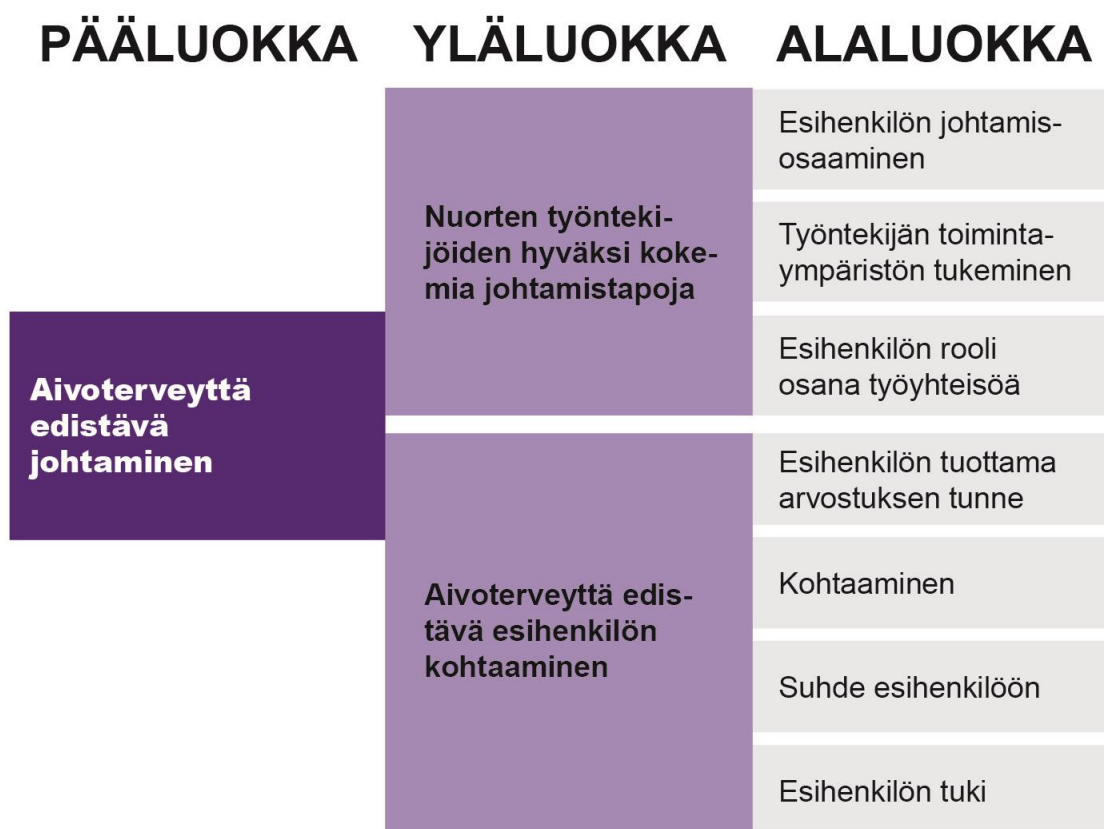 PÄÄLUOKKA YLÄLUOKKA ALALUOKKA
Aivoterveyttä
edistävä
johtaminen
Nuorten työnteki-
jöiden hyväksi koke-
mia johtamistapoja
Esihenkilön johtamis-
osaaminen
Työntekijän toiminta-
ympäristön tukeminen
Esihenkilön rooli
osana työyhteisöä
Aivoterveyttä edis-
tävä esihenkilön
kohtaaminen
Esihenkilön tuottama
arvostuksen tunne
Kohtaaminen
Suhde esihenkilöön
Esihenkilön tuki